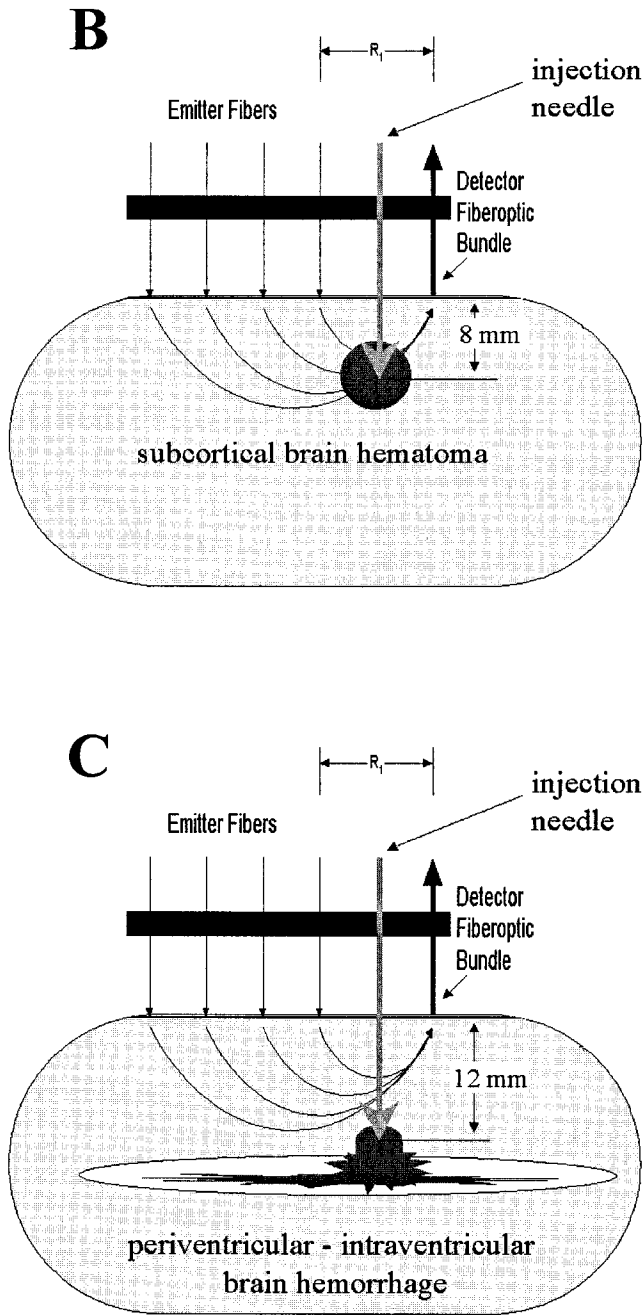 B
R1
injection
needle
Emitter Fibers
Detector
Fiberoptic
Bundle
8 mm
subcortical brain hematoma
C
R1
injection
needle
Emitter Fibers
Detector
Fiberoptic
Bundle
12 mm
periventricular - intraventricular
brain hemorrhage